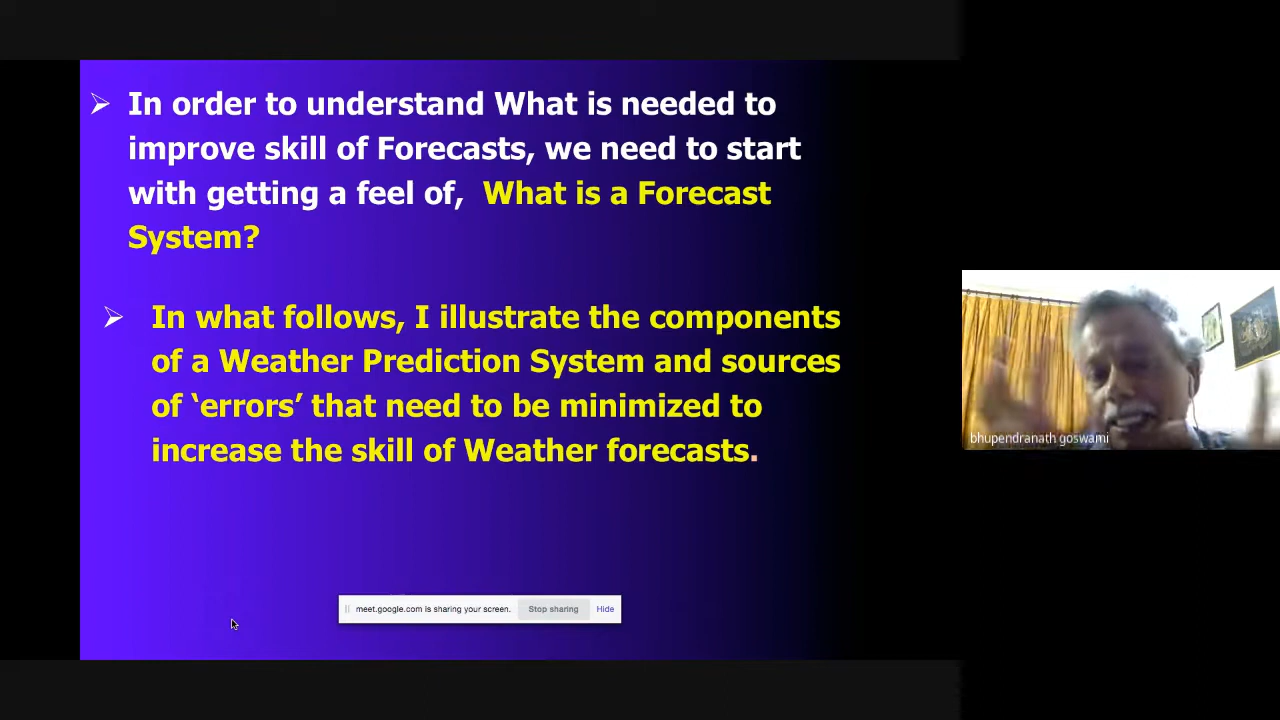 In order to understand What is needed to
improve skill of Forecasts, we need to start
with getting a feel of, What is a Forecast
System?
In what follows, I illustrate the components
of a Weather Prediction System and sources
of ‘errors’ that need to be minimized to
increase the skill of Weather forecasts.
bhupendranath goswami
meet.google.com is sharing your screen. Stop sharing Hide